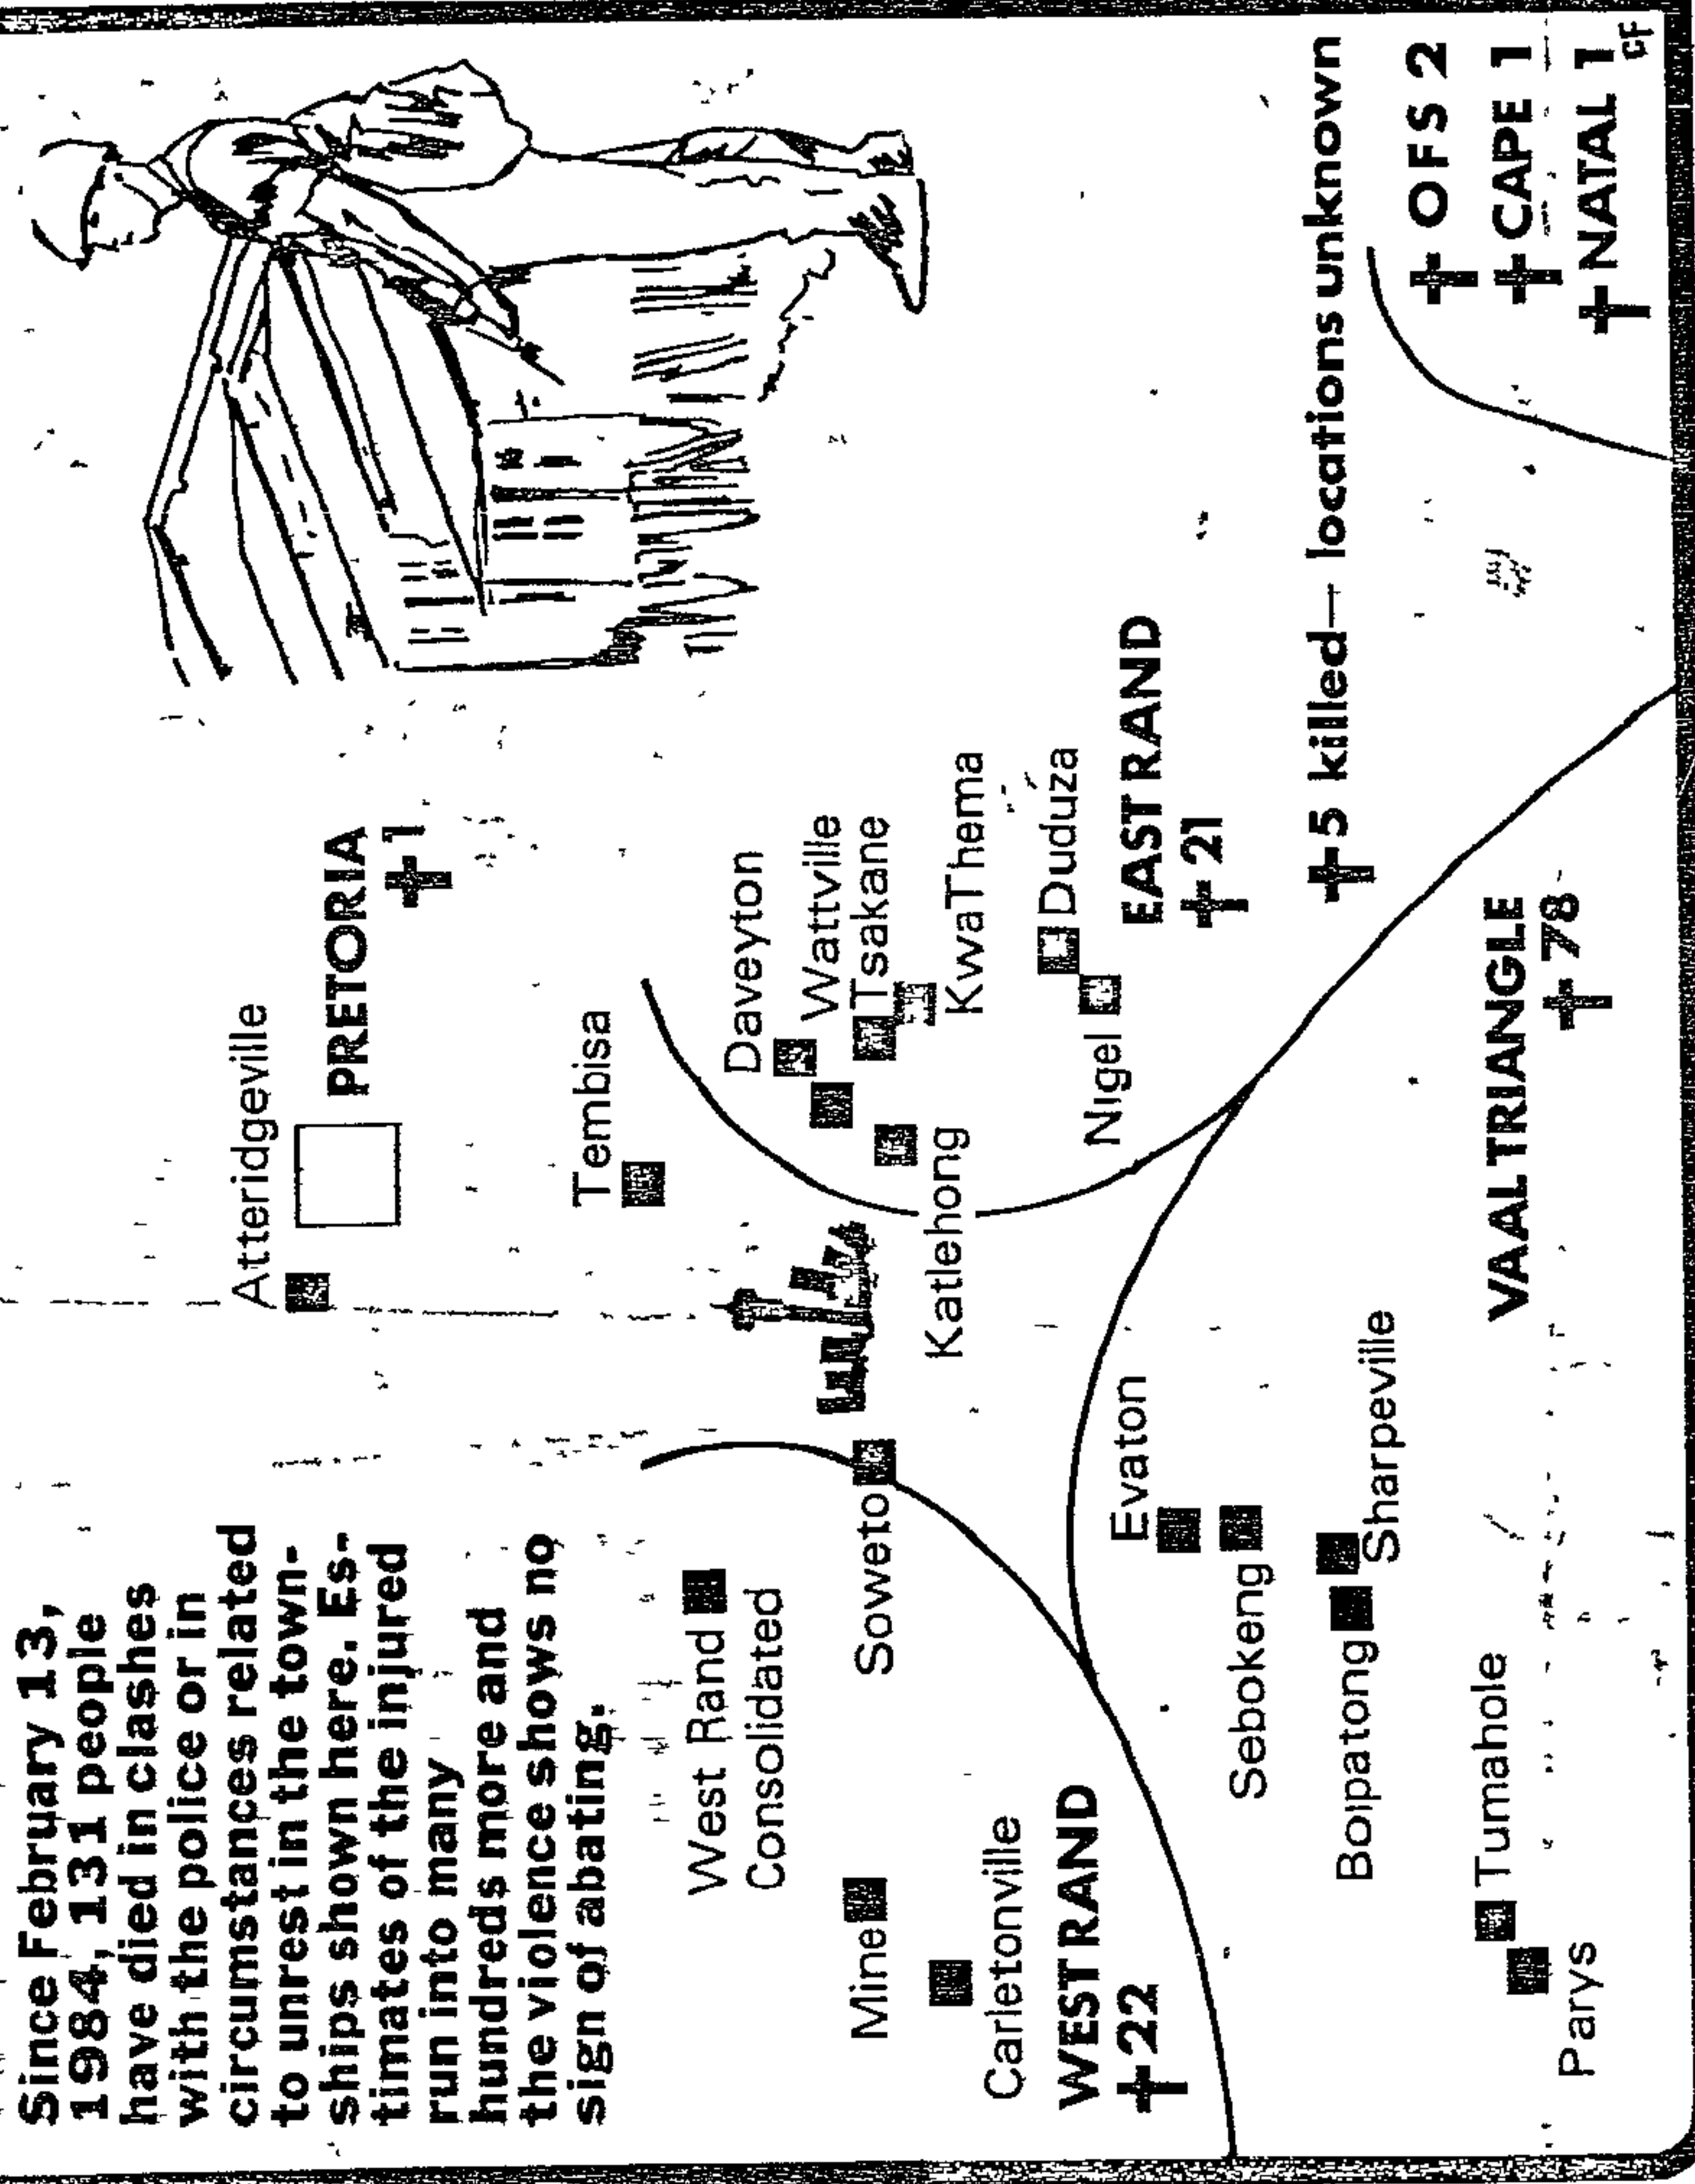 Since February 13,
1984, 131 people
have died in clashes
with the police or in
circumstances related
to unrest in the town-
ships shown here. Es-
timates of the injured
run into many
hundreds more and
the violence shows no
sign of abating.
Atteridgeville
PRETORIA
1
Tembisa
West Rand
Consolidated
Daveyton
Wattville
Tsakane
KwaThema
Mine
Soweto
Katlehong
Carletonville
Nigel
Duduza
WEST RAND
22
Evaton
EAST RAND
21
Sebokeng
5 killed— locations unknown
Boipatong
Sharpeville
Tumahole
VAAL TRIANGLE
78
Parys
OFS 2
CAPE 1
NATAL 1
GF